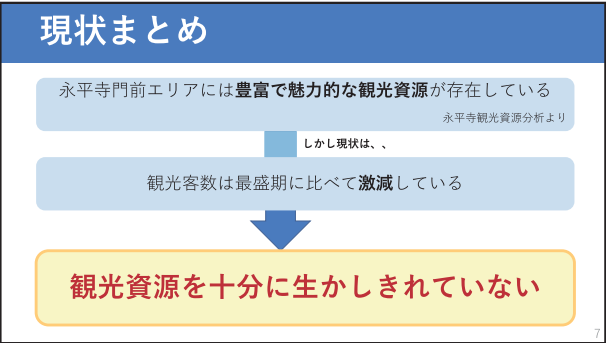 現状まとめ
永平寺門前エリアには豊富で魅力的な観光資源が存在している
永平寺観光資源分析より
しかし現状は、、
観光客数は最盛期に比べて激減している
観光資源を十分に生かしきれていない
7